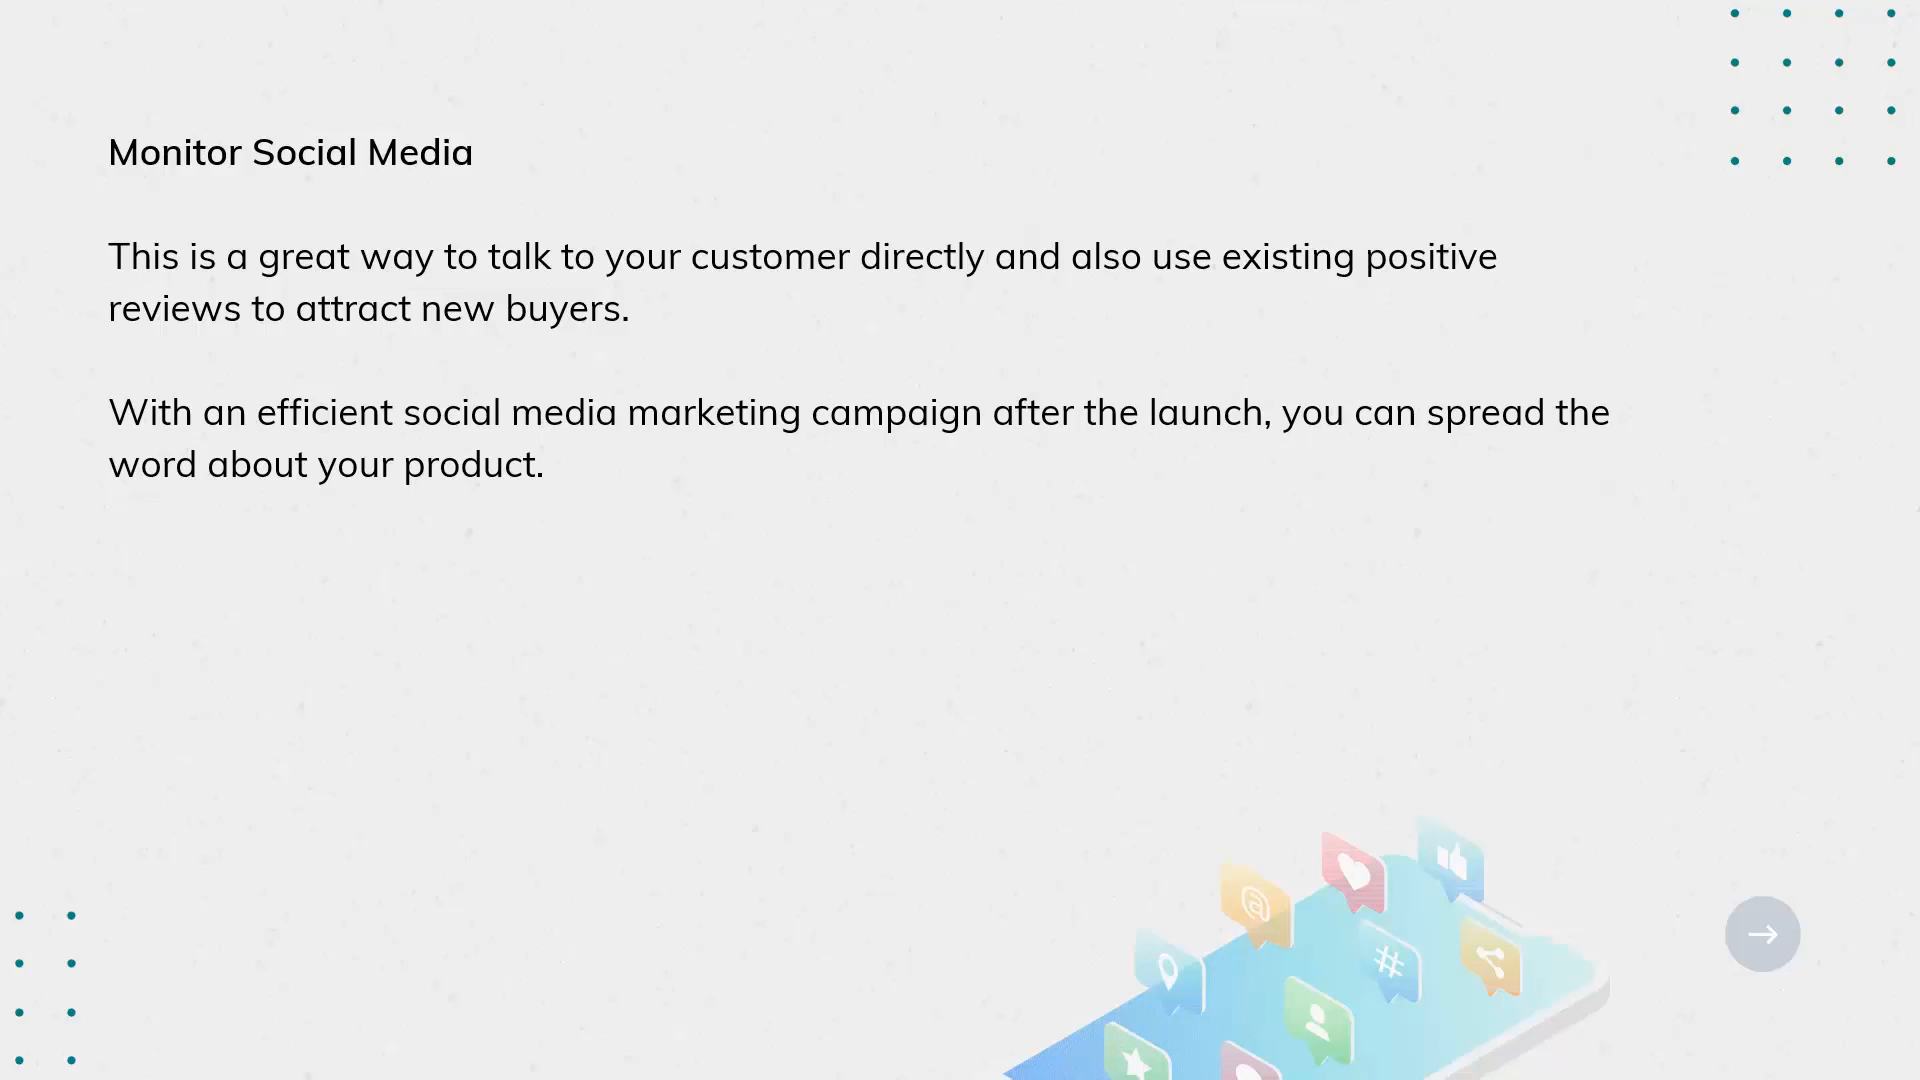 Monitor Social Media
This is a great way to talk to your customer directly and also use existing positive
reviews to attract new buyers.
With an efficient social media marketing campaign after the launch, you can spread the
word about your product.